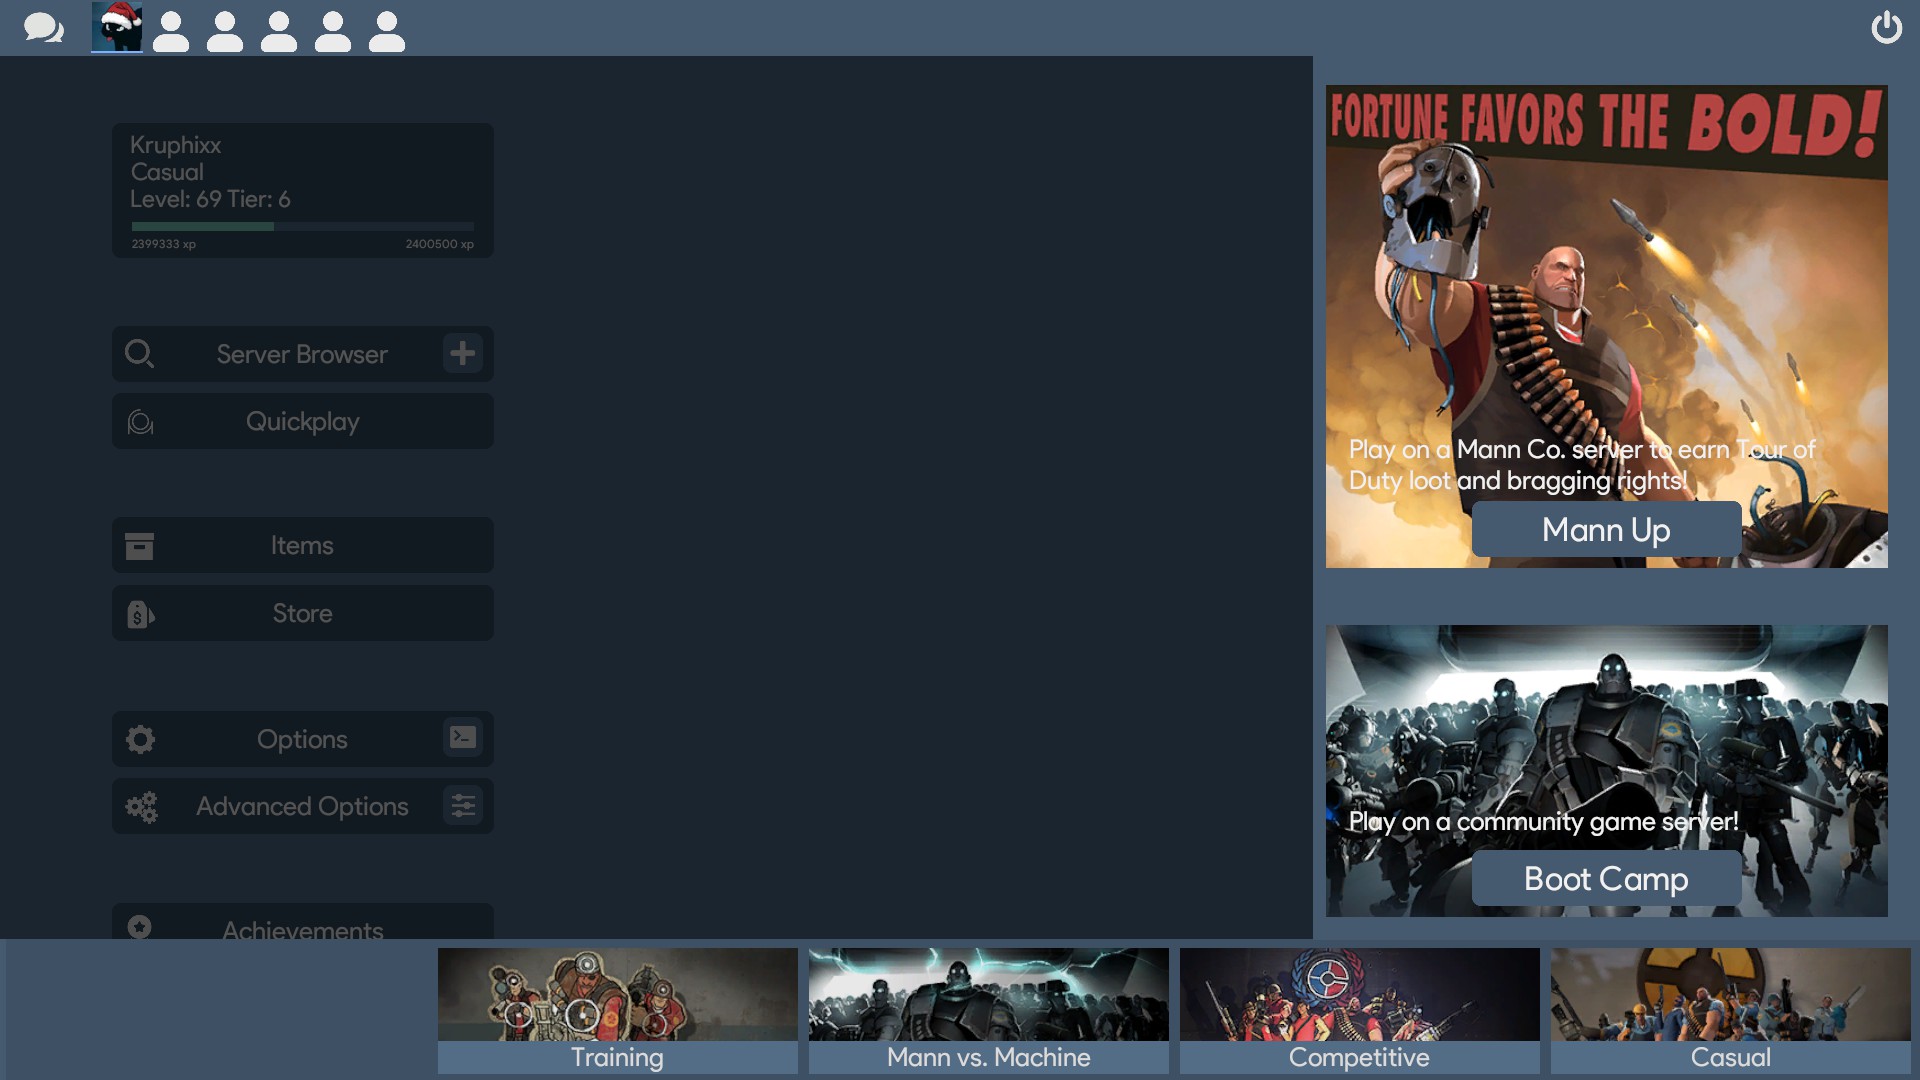 Kruphixx
Casual
Level: 69 Tier: 6
2399333 xp
2400500 xp
Server Browser
Quickplay
Items
Store
Options
Advanced Options
Achievements
FORTUNE FAVORS THE BOLD!
Play on a Mann Co. server to earn Tour of
Duty loot and bragging rights!
Mann Up
Play on a community game server!
Boot Camp
Training
Mann vs. Machine
Competitive
Casual